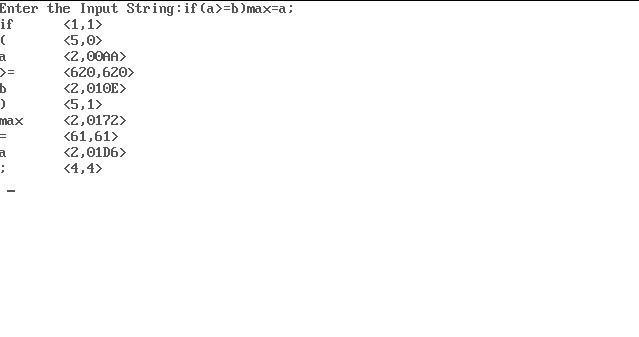 Enter the Input String:if(a>=b)max=a;
if <1,1>
( <5,0>
a <2,00AA>
>= <620,620>
b <2,010E>
) <5,1>
max <2,0172>
= <61,61>
a <2,01D6>
; <4,4>